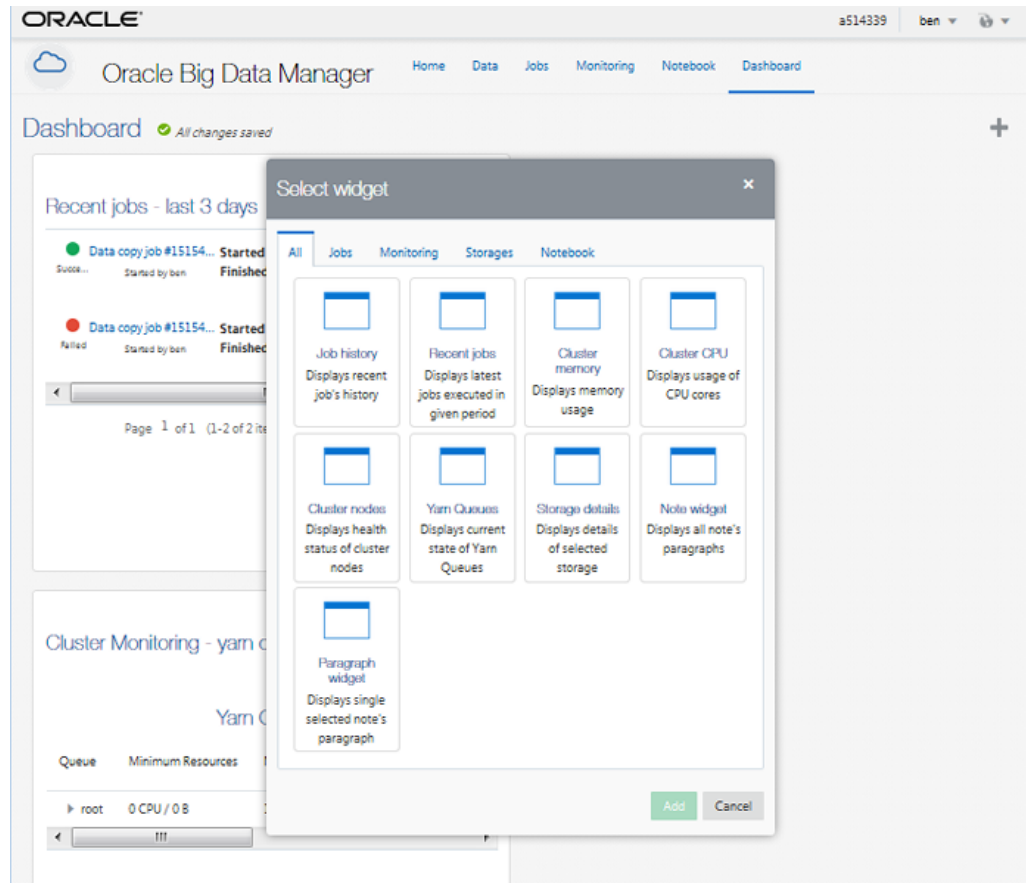 ORACLE
a514339 ben
Oracle Big Data Manager
Home Data Jobs Monitoring Notebook Dashboard
Dashboard All changes saved
Recent jobs - last 3 days
Data copy job #15154... Started
Succe... Started by ben Finished
Data copy job #15154... Started
Failed Started by ben Finished
Page 1 of 1 (1-2 of 2 ite
Cluster Monitoring - yarn
Yarn
Queue Minimum Resources
root 0 CPU / 0 B
Select widget
All Jobs Monitoring Storages Notebook
Job history
Displays recent
job's history
Recent jobs
Displays latest
jobs executed in
given period
Cluster
memory
Displays memory
usage
Cluster CPU
Displays usage of
CPU cores
Cluster nodes
Displays health
status of cluster
nodes
Yarn Queues
Displays current
state of Yarn
Queues
Storage details
Displays details
of selected
storage
Note widget
Displays all note's
paragraphs
Paragraph
widget
Displays single
selected note's
paragraph
Add Cancel